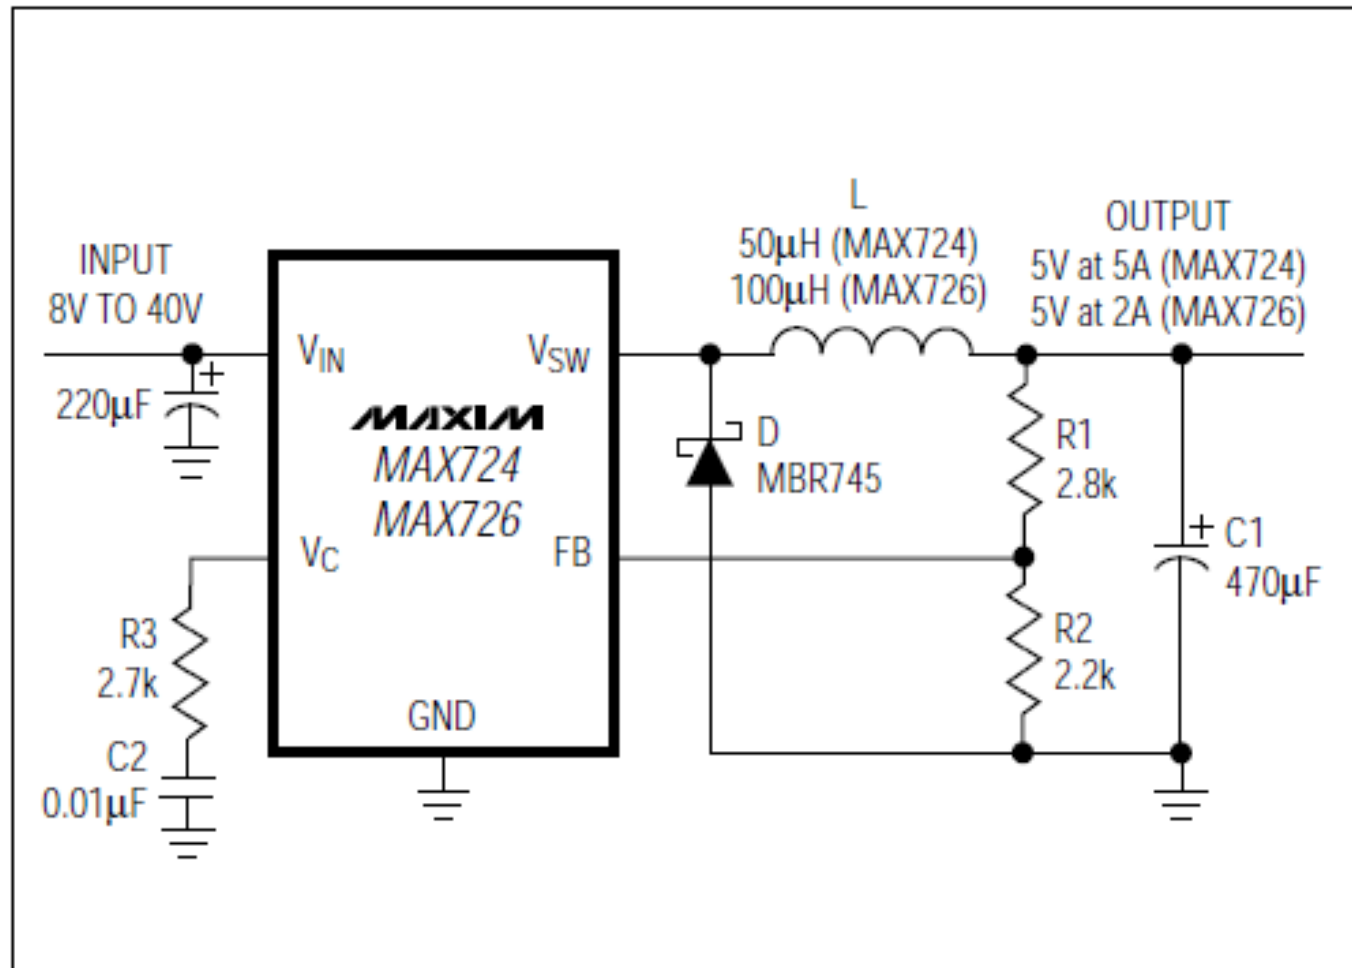 L
50μH (MAX724)
100μH (MAX726)
OUTPUT
5V at 5A (MAX724)
5V at 2A (MAX726)
INPUT
8V TO 40V
220μF
+
VIN
VSW
MAXIM
MAX724
MAX726
VC
FB
GND
D
MBR745
R1
2.8k
R2
2.2k
+
C1
470μF
R3
2.7k
C2
0.01μF